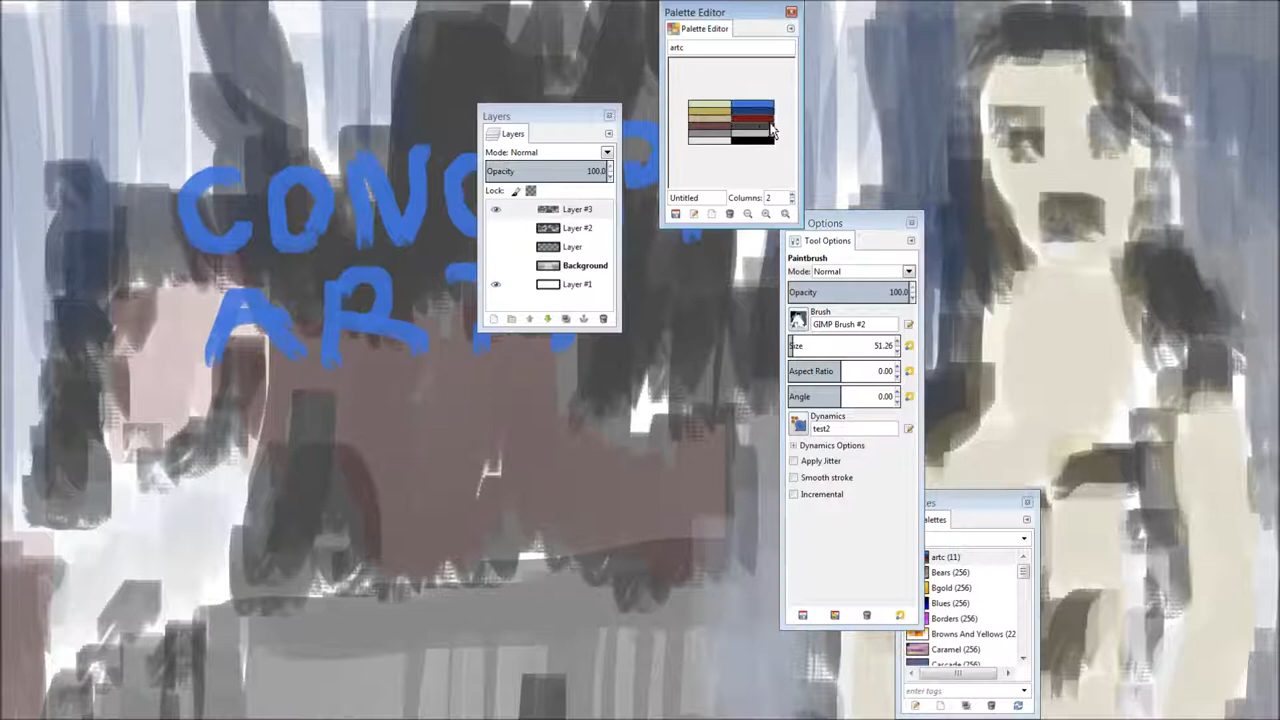 Palette Editor
Palette Editor
artc
Untitled
Columns: 2
Layers
Layers
Mode: Normal
Opacity 100.0
Lock:
Layer #3
Layer #2
Layer
Background
Layer #1
CONC
ART
Options
Tool Options
Paintbrush
Mode: Normal
Opacity 100.0
Brush
GIMP Brush #2
Size 51.26
Aspect Ratio 0.00
Angle 0.00
Dynamics
test2
Dynamics Options
Apply Jitter
Smooth stroke
Incremental
artc (11)
Bears (256)
Bgold (256)
Blues (256)
Borders (256)
Browns And Yellows (22
Caramel (256)
Cascade (256)
enter tags